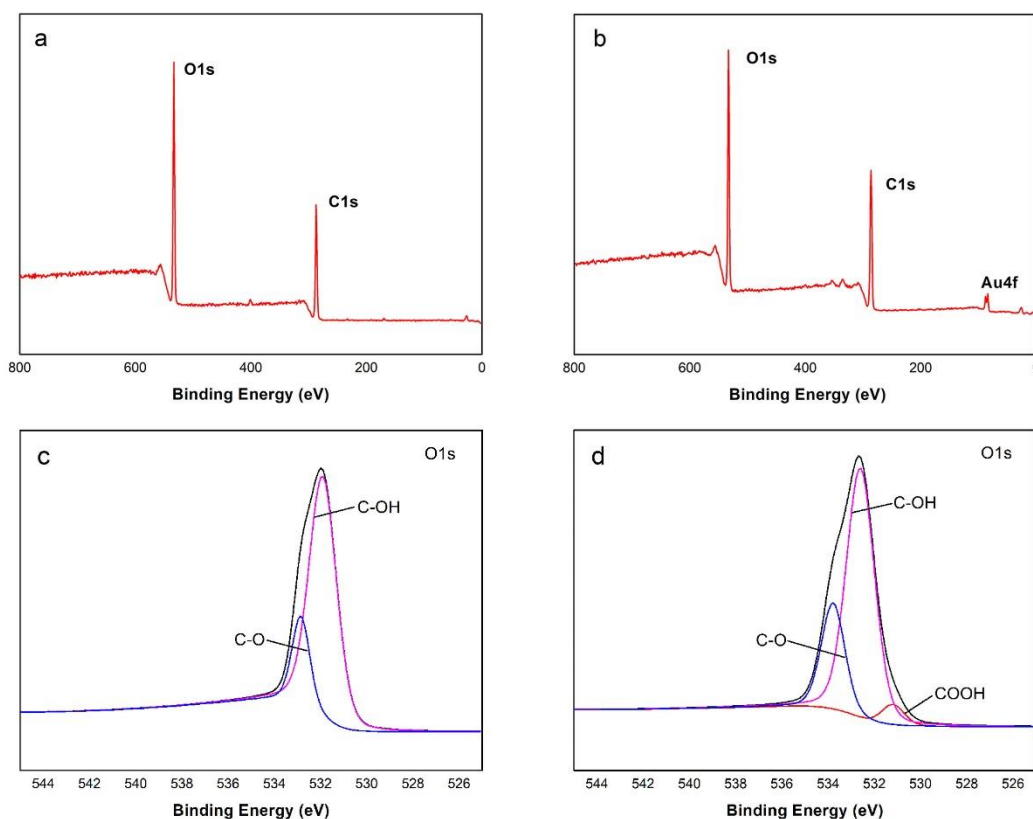 a
O1s
C1s
800 600 400 200 0
Binding Energy (eV)
b
O1s
C1s
Au4f
800 600 400 200
Binding Energy (eV)
c
O1s
C-OH
C-O
544 542 540 538 536 534 532 530 528 526
Binding Energy (eV)
d
O1s
C-OH
C-O
COOH
544 542 540 538 536 534 532 530 528 526
Binding Energy (eV)